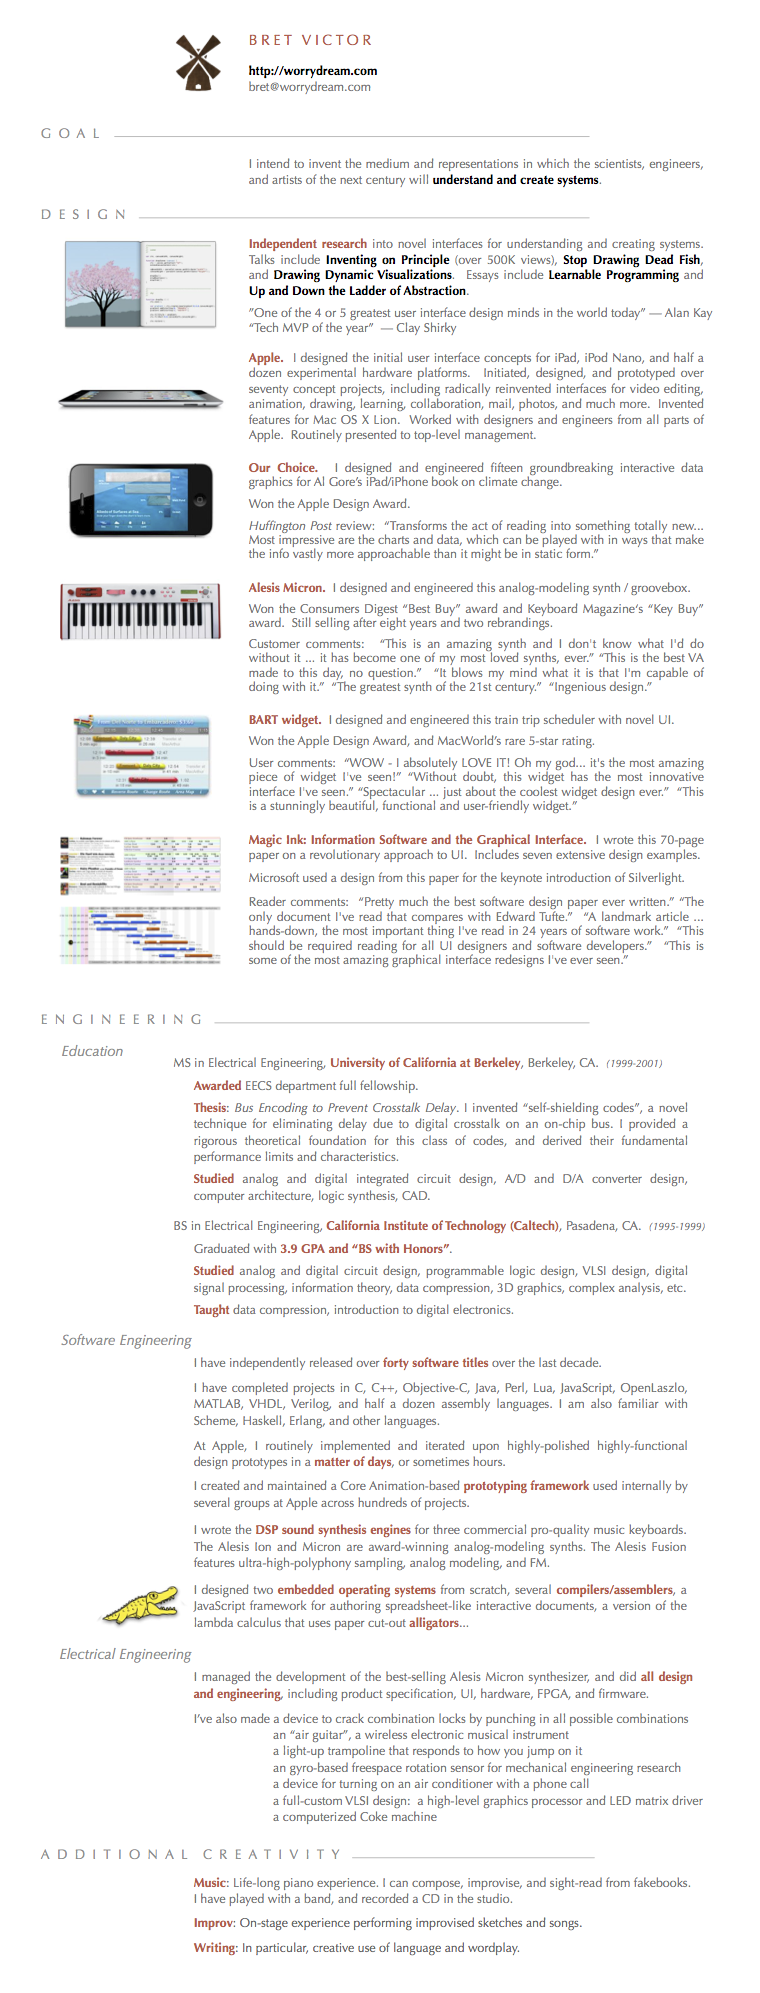 BRET VICTOR
http://worrydream.com
bret@worrydream.com
GOAL
I intend to invent the medium and representations in which the scientists, engineers,
and artists of the next century will understand and create systems.
DESIGN
Independent research into novel interfaces for understanding and creating systems.
Talks include Inventing on Principle (over 500K views), Stop Drawing Dead Fish,
and Drawing Dynamic Visualizations. Essays include Learnable Programming and
Up and Down the Ladder of Abstraction.
"One of the 4 or 5 greatest user interface design minds in the world today" — Alan Kay
"Tech MVP of the year" — Clay Shirky
Apple. I designed the initial user interface concepts for iPad, iPod Nano, and half a
dozen experimental hardware platforms. Initiated, designed, and prototyped over
seventy concept projects, including radically reinvented interfaces for video editing,
animation, drawing, learning, collaboration, mail, photos, and much more. Invented
features for Mac OS X Lion. Worked with designers and engineers from all parts of
Apple. Routinely presented to top-level management.
Our Choice. I designed and engineered fifteen groundbreaking interactive data
graphics for Al Gore's iPad/iPhone book on climate change.
Won the Apple Design Award.
Huffington Post review: “Transforms the act of reading into something totally new...
Most impressive are the charts and data, which can be played with in ways that make
the info vastly more approachable than it might be in static form.”
Alesis Micron. I designed and engineered this analog-modeling synth / groovebox.
Won the Consumers Digest “Best Buy” award and Keyboard Magazine's “Key Buy”
award. Still selling after eight years and two rebrandings.
Customer comments: “This is an amazing synth and I don't know what I'd do
without it ... it has become one of my most loved synths, ever.” “This is the best VA
made to this day, no question.” “It blows my mind what it is that I'm capable of
doing with it.” “The greatest synth of the 21st century.” “Ingenious design.”
BART widget. I designed and engineered this train trip scheduler with novel UI.
Won the Apple Design Award, and MacWorld's rare 5-star rating.
User comments: “WOW - I absolutely LOVE IT! Oh my god... it's the most amazing
piece of widget I've seen!” “Without doubt, this widget has the most innovative
interface I've seen.” “Spectacular ... just about the coolest widget design ever.” “This
is a stunningly beautiful, functional and user-friendly widget.”
Magic Ink: Information Software and the Graphical Interface. I wrote this 70-page
paper on a revolutionary approach to UI. Includes seven extensive design examples.
Microsoft used a design from this paper for the keynote introduction of Silverlight.
Reader comments: “Pretty much the best software design paper ever written.” “The
only document I've read that compares with Edward Tufte.” “A landmark article ...
hands-down, the most important thing I've read in 24 years of software work.” “This
should be required reading for all UI designers and software developers.” “This is
some of the most amazing graphical interface redesigns I've ever seen.”
ENGINEERING
Education
MS in Electrical Engineering, University of California at Berkeley, Berkeley, CA. (1999-2001)
Awarded EECS department full fellowship.
Thesis: Bus Encoding to Prevent Crosstalk Delay. I invented “self-shielding codes”, a novel
technique for eliminating delay due to digital crosstalk on an on-chip bus. I provided a
rigorous theoretical foundation for this class of codes, and derived their fundamental
performance limits and characteristics.
Studied analog and digital integrated circuit design, A/D and D/A converter design,
computer architecture, logic synthesis, CAD.
BS in Electrical Engineering, California Institute of Technology (Caltech), Pasadena, CA. (1995-1999)
Graduated with 3.9 GPA and “BS with Honors”.
Studied analog and digital circuit design, programmable logic design, VLSI design, digital
signal processing, information theory, data compression, 3D graphics, complex analysis, etc.
Taught data compression, introduction to digital electronics.
Software Engineering
I have independently released over forty software titles over the last decade.
I have completed projects in C, C++, Objective-C, Java, Perl, Lua, JavaScript, OpenLaszlo,
MATLAB, VHDL, Verilog, and half a dozen assembly languages. I am also familiar with
Scheme, Haskell, Erlang, and other languages.
At Apple, I routinely implemented and iterated upon highly-polished highly-functional
design prototypes in a matter of days, or sometimes hours.
I created and maintained a Core Animation-based prototyping framework used internally by
several groups at Apple across hundreds of projects.
I wrote the DSP sound synthesis engines for three commercial pro-quality music keyboards.
The Alesis Ion and Micron are award-winning analog-modeling synths. The Alesis Fusion
features ultra-high-polyphony sampling, analog modeling, and FM.
I designed two embedded operating systems from scratch, several compilers/assemblers, a
JavaScript framework for authoring spreadsheet-like interactive documents, a version of the
lambda calculus that uses paper cut-out alligators...
Electrical Engineering
I managed the development of the best-selling Alesis Micron synthesizer, and did all design
and engineering, including product specification, UI, hardware, FPGA, and firmware.
I've also made a device to crack combination locks by punching in all possible combinations
an “air guitar”, a wireless electronic musical instrument
a light-up trampoline that responds to how you jump on it
an gyro-based freespace rotation sensor for mechanical engineering research
a device for turning on an air conditioner with a phone call
a full-custom VLSI design: a high-level graphics processor and LED matrix driver
a computerized Coke machine
ADDITIONAL CREATIVITY
Music: Life-long piano experience. I can compose, improvise, and sight-read from fakebooks.
I have played with a band, and recorded a CD in the studio.
Improv: On-stage experience performing improvised sketches and songs.
Writing: In particular, creative use of language and wordplay.